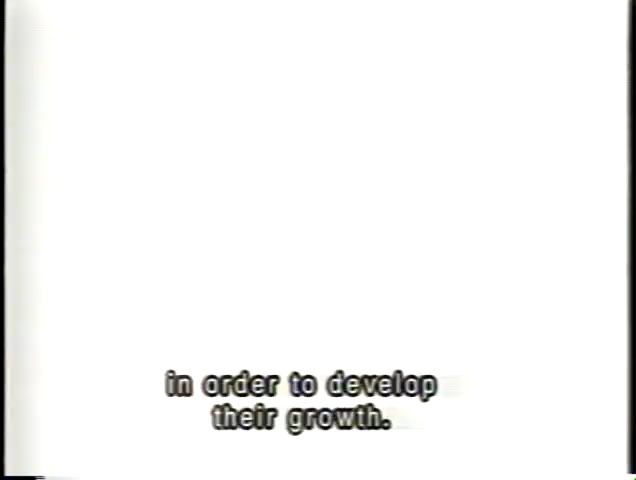 in order to develop
their growth.